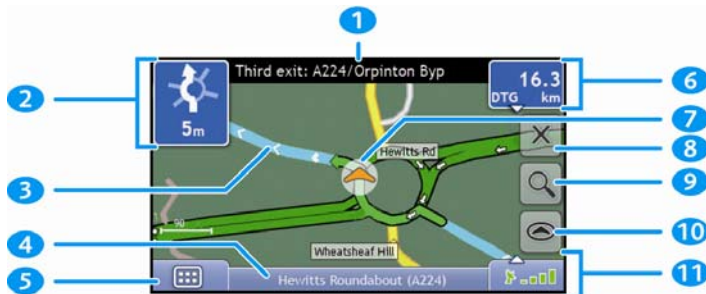 1
Third exit: A224/Orpinton Byp
2
5m
16.3
DTG km
6
7
Hewitts Rd
8
3
9
90
10
Wheatsheaf Hill
4
Hewitts Roundabout (A224)
5
11